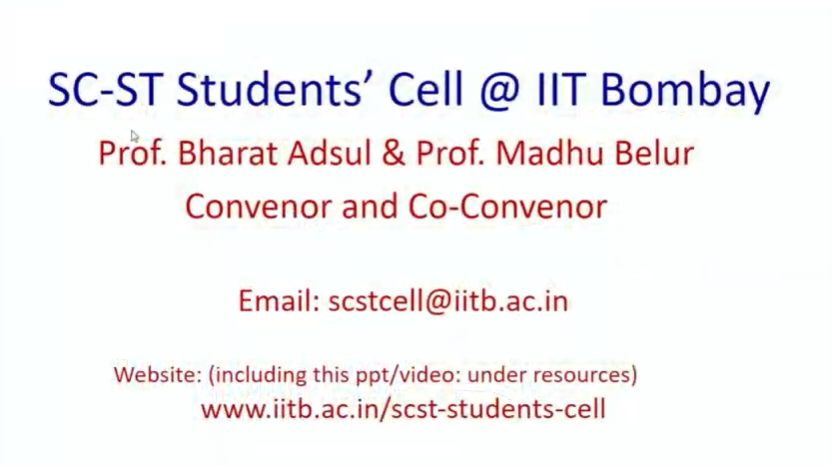 SC-ST Students’ Cell @ IIT Bombay
Prof. Bharat Adsul & Prof. Madhu Belur
Convenor and Co-Convenor
Email: scstcell@iitb.ac.in
Website: (including this ppt/video: under resources)
www.iitb.ac.in/scst-students-cell